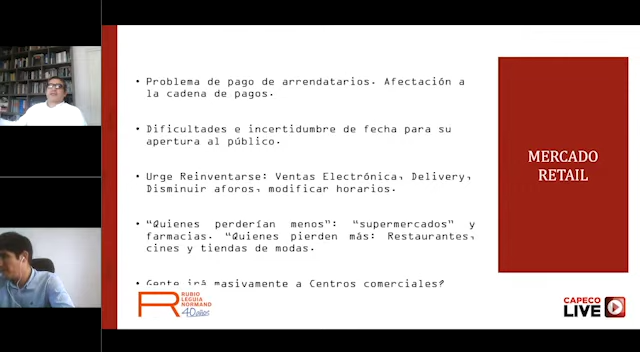 • Problema de pago de arrendatarios. Afectación a
la cadena de pagos.
• Dificultades e incertidumbre de fecha para su
apertura al público.
• Urge Reinventarse: Ventas Electrónica, Delivery,
Disminuir aforos, modificar horarios.
• “Quienes perderían menos”: “supermercados” y
farmacias. “Quienes pierden más: Restaurantes,
cines y tiendas de modas.
• Gente irá masivamente a Centros comerciales?
MERCADO
RETAIL
RUBIO
LEGUIA
NORMAND
40 años
CAPECO
LIVE